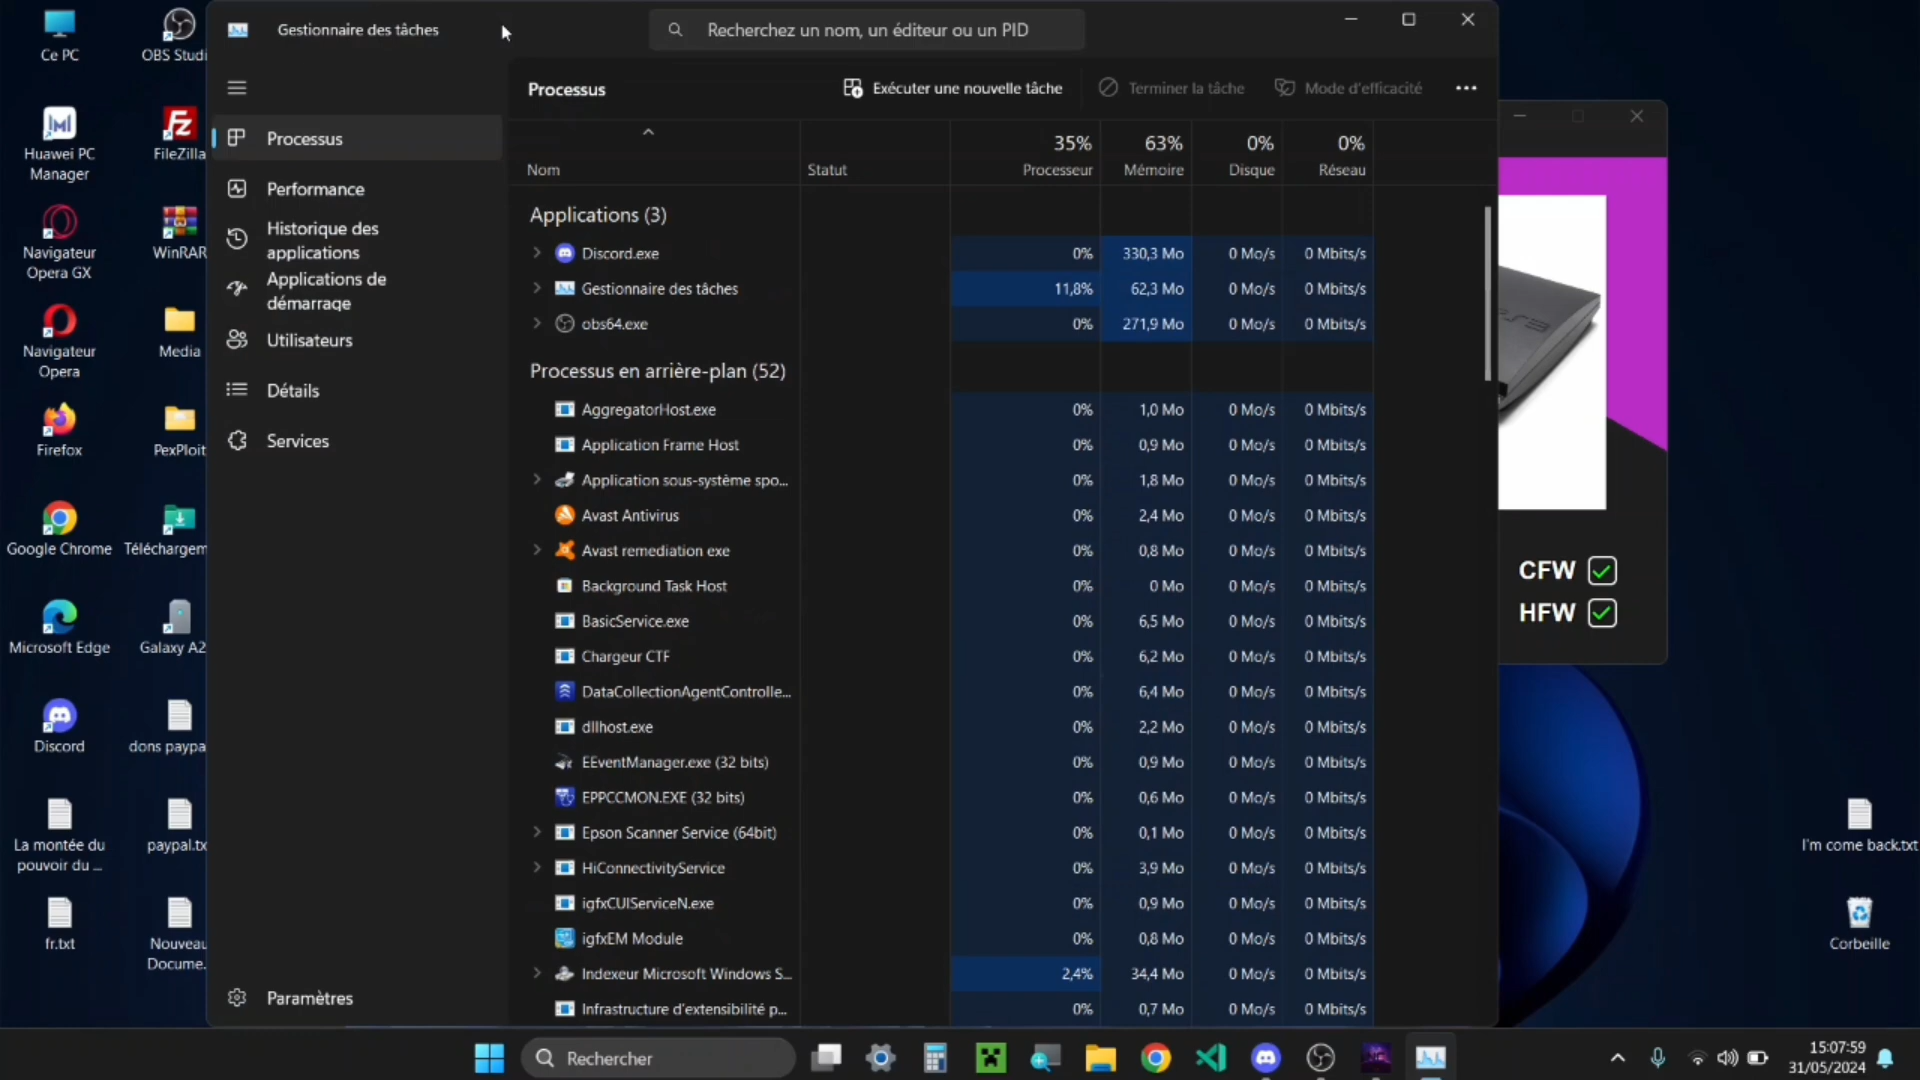 Ce PC
OBS Studi
Huawei PC
Manager
FileZilla
Navigateur
Opera GX
WinRAR
Navigateur
Opera
Media
Firefox
PexPloit
Google Chrome
Téléchargem
Microsoft Edge
Galaxy A2
Discord
dons paypa
La montée du
pouvoir du ...
paypal.tx
fr.txt
Nouveau
Docume.
Gestionnaire des tâches
Recherchez un nom, un éditeur ou un PID
Processus
Performance
Historique des
applications
Applications de
démarrage
Utilisateurs
Détails
Services
Paramètres
Processus
Exécuter une nouvelle tâche
Terminer la tâche
Mode d'efficacité
35% 63% 0% 0%
Nom Statut Processeur Mémoire Disque Réseau
Applications (3)
Discord.exe 0% 330,3 Mo 0 Mo/s 0 Mbits/s
Gestionnaire des tâches 11,8% 62,3 Mo 0 Mo/s 0 Mbits/s
obs64.exe 0% 271,9 Mo 0 Mo/s 0 Mbits/s
Processus en arrière-plan (52)
AggregatorHost.exe 0% 1,0 Mo 0 Mo/s 0 Mbits/s
Application Frame Host 0% 0,9 Mo 0 Mo/s 0 Mbits/s
Application sous-système spo... 0% 1,8 Mo 0 Mo/s 0 Mbits/s
Avast Antivirus 0% 2,4 Mo 0 Mo/s 0 Mbits/s
Avast remediation exe 0% 0,8 Mo 0 Mo/s 0 Mbits/s
Background Task Host 0% 0 Mo 0 Mo/s 0 Mbits/s
BasicService.exe 0% 6,5 Mo 0 Mo/s 0 Mbits/s
Chargeur CTF 0% 6,2 Mo 0 Mo/s 0 Mbits/s
DataCollectionAgentControlle... 0% 6,4 Mo 0 Mo/s 0 Mbits/s
dllhost.exe 0% 2,2 Mo 0 Mo/s 0 Mbits/s
EEventManager.exe (32 bits) 0% 0,9 Mo 0 Mo/s 0 Mbits/s
EPPCCMON.EXE (32 bits) 0% 0,6 Mo 0 Mo/s 0 Mbits/s
Epson Scanner Service (64bit) 0% 0,1 Mo 0 Mo/s 0 Mbits/s
HiConnectivityService 0% 3,9 Mo 0 Mo/s 0 Mbits/s
igfxCUIServiceN.exe 0% 0,9 Mo 0 Mo/s 0 Mbits/s
igfxEM Module 0% 0,8 Mo 0 Mo/s 0 Mbits/s
Indexeur Microsoft Windows S... 2,4% 34,4 Mo 0 Mo/s 0 Mbits/s
Infrastructure d'extensibilité p... 0% 0,7 Mo 0 Mo/s 0 Mbits/s
CFW
HFW
I'm come back.txt
Corbeille
Rechercher
15:07:59
31/05/2024